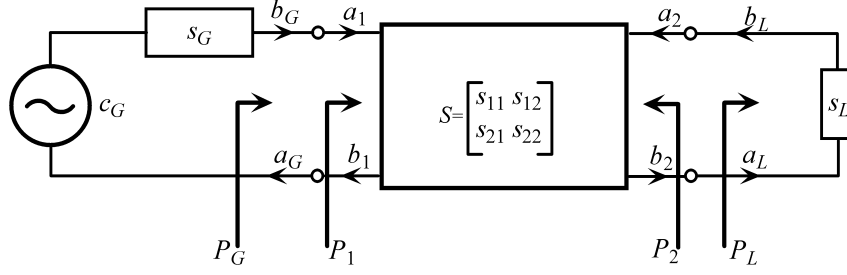 b_G a_1 a_2 b_L
s_G
c_G
S= [s_11 s_12
s_21 s_22]
s_L
a_G b_1 b_2 a_L
P_G P_1 P_2 P_L